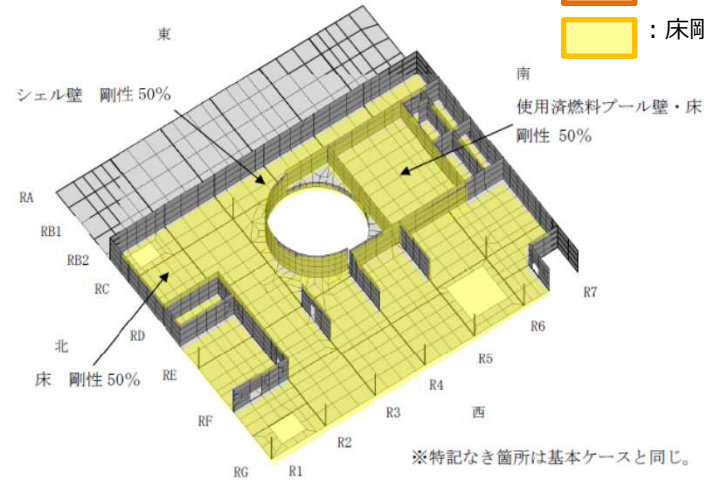 ：床剛
東
シェル壁　剛性 50%
南
使用済燃料プール壁・床
剛性 50%
RA
RB1
RB2
RC
RD
RE
RF
RG
北
床　剛性 50%
R1
R2
R3
R4
R5
R6
R7
西
※特記なき箇所は基本ケースと同じ。